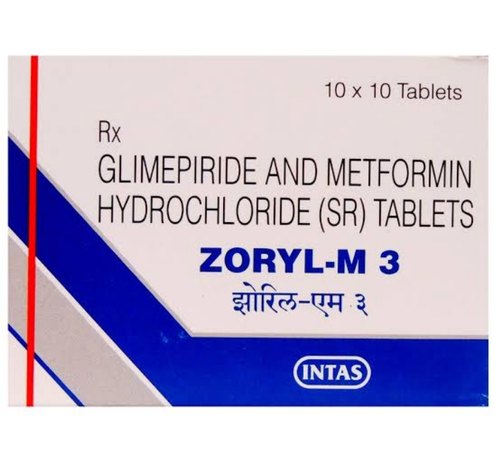 10 x 10 Tablets
Rx
GLIMEPIRIDE AND METFORMIN
HYDROCHLORIDE (SR) TABLETS
ZORYL-M 3
झोरिल-एम ३
INTAS